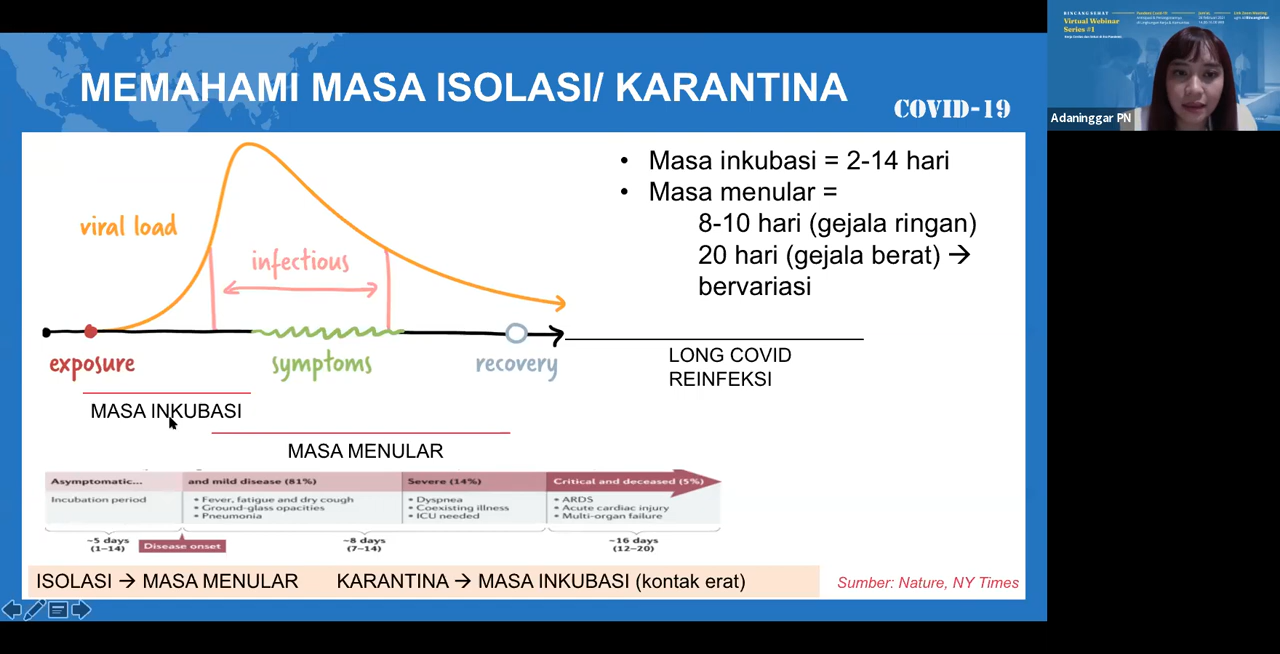 MEMAHAMI MASA ISOLASI/ KARANTINA
COVID-19
viral load
infectious
exposure
symptoms
recovery
• Masa inkubasi = 2-14 hari
• Masa menular =
8-10 hari (gejala ringan)
20 hari (gejala berat) →
bervariasi
LONG COVID
REINFEKSI
MASA INKUBASI
MASA MENULAR
Asymptomatic... and mild disease (81%) Severe (14%) Critical and deceased (5%)
Incubation period
• Fever, fatigue and dry cough
• Ground-glass opacities
• Pneumonia
• Dyspnea
• Coexisting illness
• ICU needed
• ARDS
• Acute cardiac injury
• Multi-organ failure
~5 days
(1–14)
Disease onset
~8 days
(7–14)
~16 days
(12–20)
ISOLASI → MASA MENULAR KARANTINA → MASA INKUBASI (kontak erat)
Sumber: Nature, NY Times
BINCANGSEHAT
Virtual Webinar
Series #1
Adaninggar PN